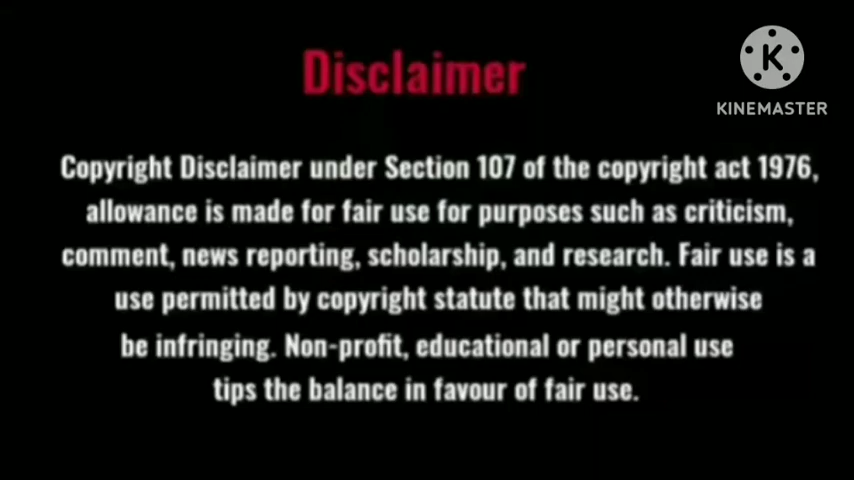 Disclaimer
K
KINEMASTER
Copyright Disclaimer under Section 107 of the copyright act 1976,
allowance is made for fair use for purposes such as criticism,
comment, news reporting, scholarship, and research. Fair use is a
use permitted by copyright statute that might otherwise
be infringing. Non-profit, educational or personal use
tips the balance in favour of fair use.